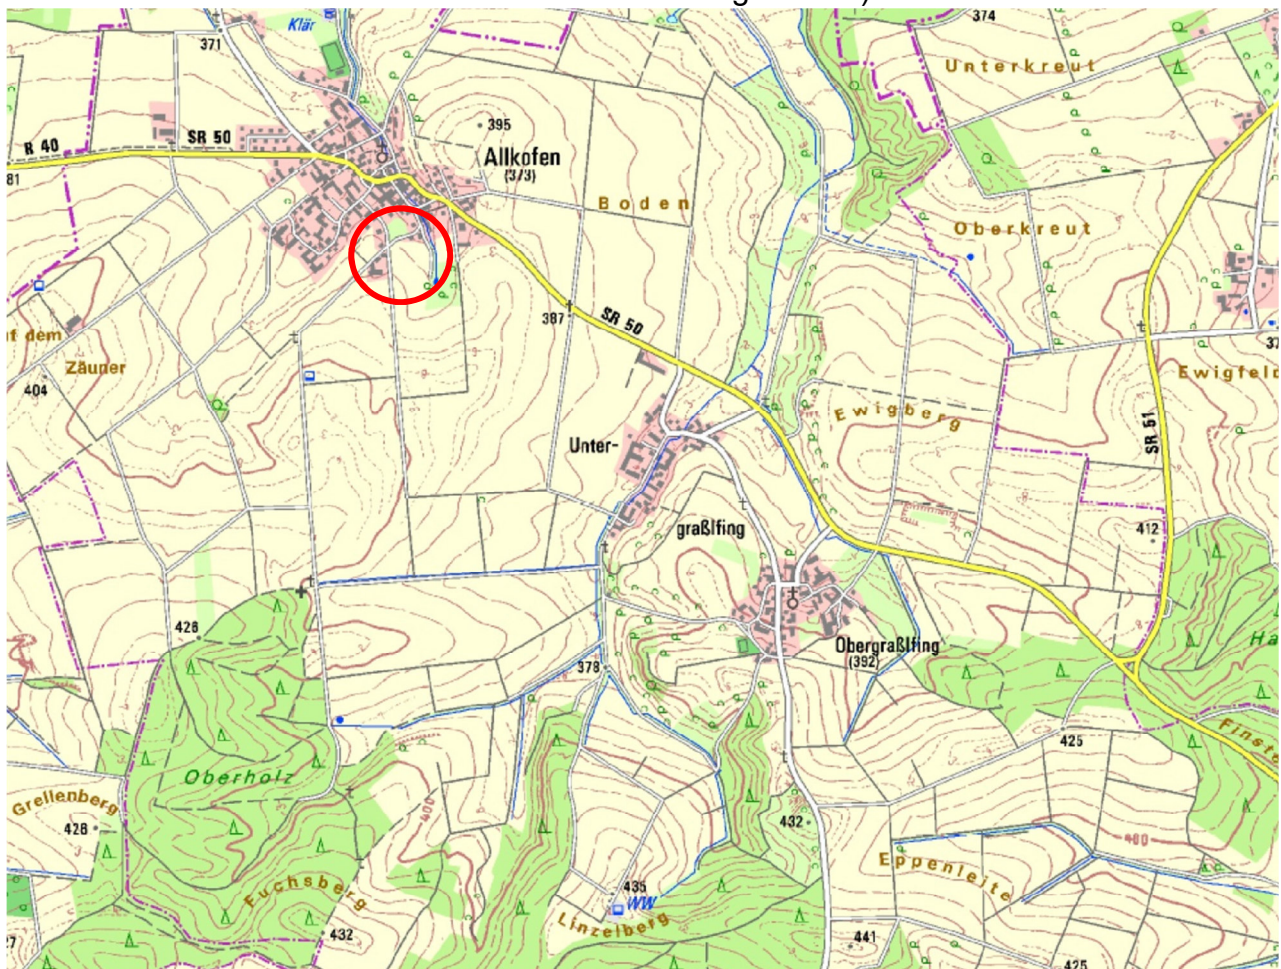 374
Klär
371
Unterkreut
395
SR 50
R 40
Allkofen
(373)
81
Boden
Oberkreut
387
SR 50
f dem
Zäuner
Ewigfeld
404
Ewigberg
SR 51
Unter-
412
graßlfing
426
Obergraßlfing
(392)
378
425
Oberholz
400
Grellenberg
428
432
480
Eppenleite
Fuchsberg
435
WW
Linzelberg
432
441
425